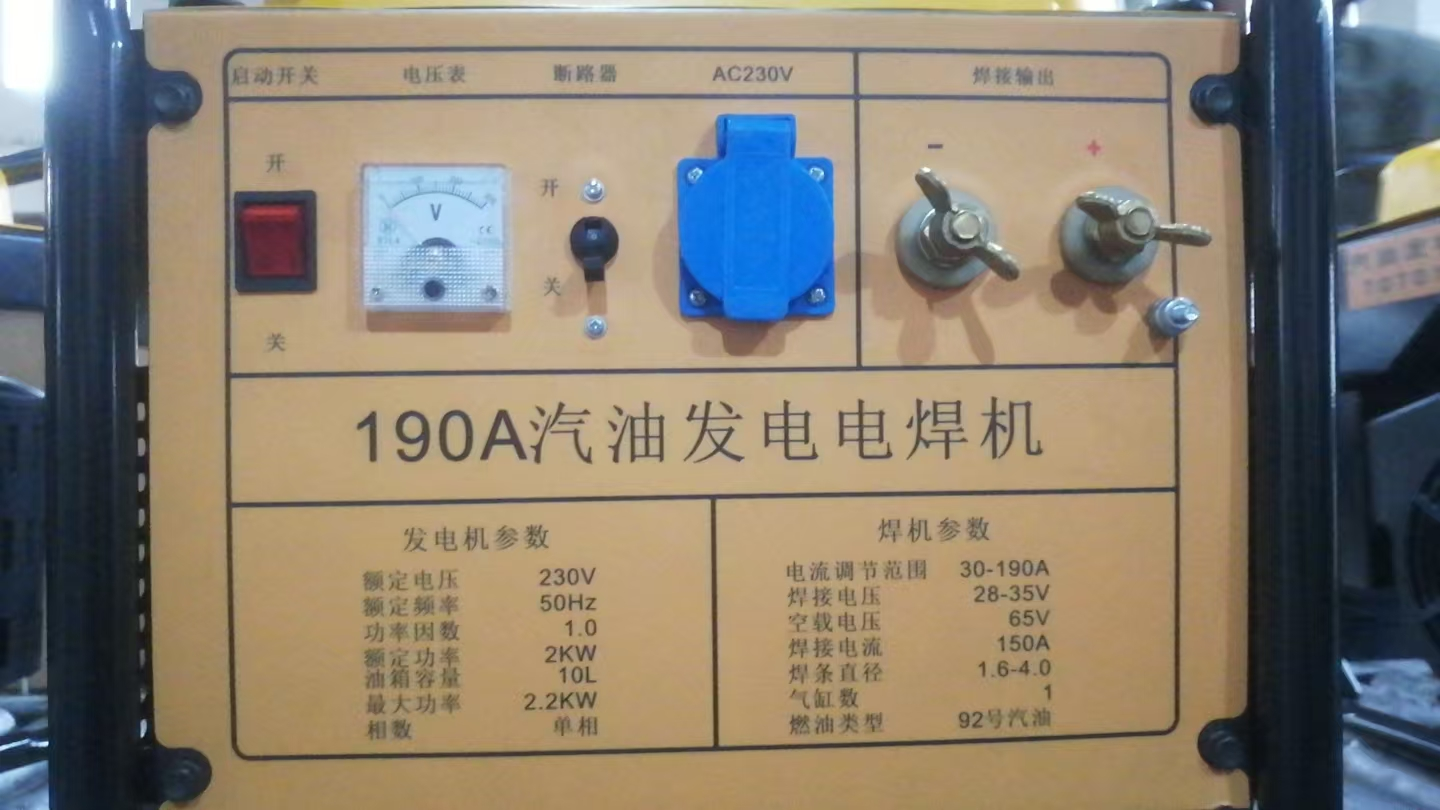 启动开关 电压表 断路器 AC230V 焊接输出
开
关
V
开
关
- +
190A汽油发电电焊机
发电机参数
额定电压 230V
额定频率 50Hz
功率因数 1.0
额定功率 2KW
油箱容量 10L
最大功率 2.2KW
相数 单相
焊机参数
电流调节范围 30-190A
焊接电压 28-35V
空载电压 65V
焊接电流 150A
焊条直径 1.6-4.0
气缸数 1
燃油类型 92号汽油